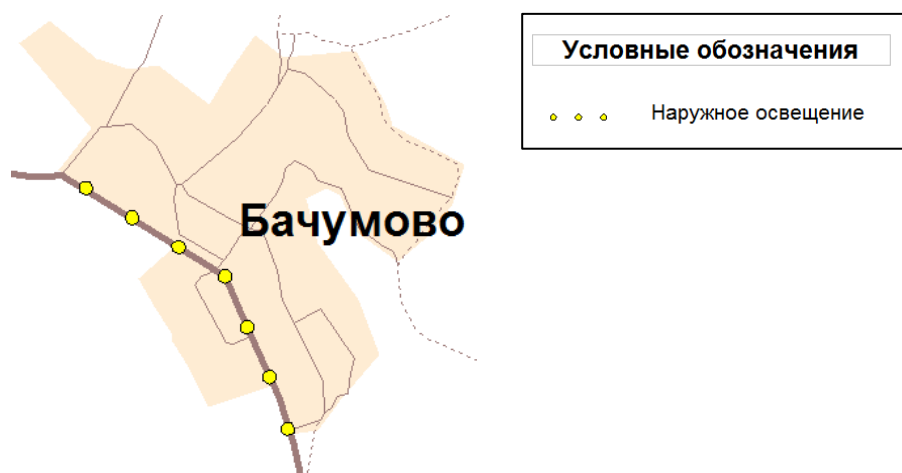 Бачумово
Условные обозначения
Наружное освещение